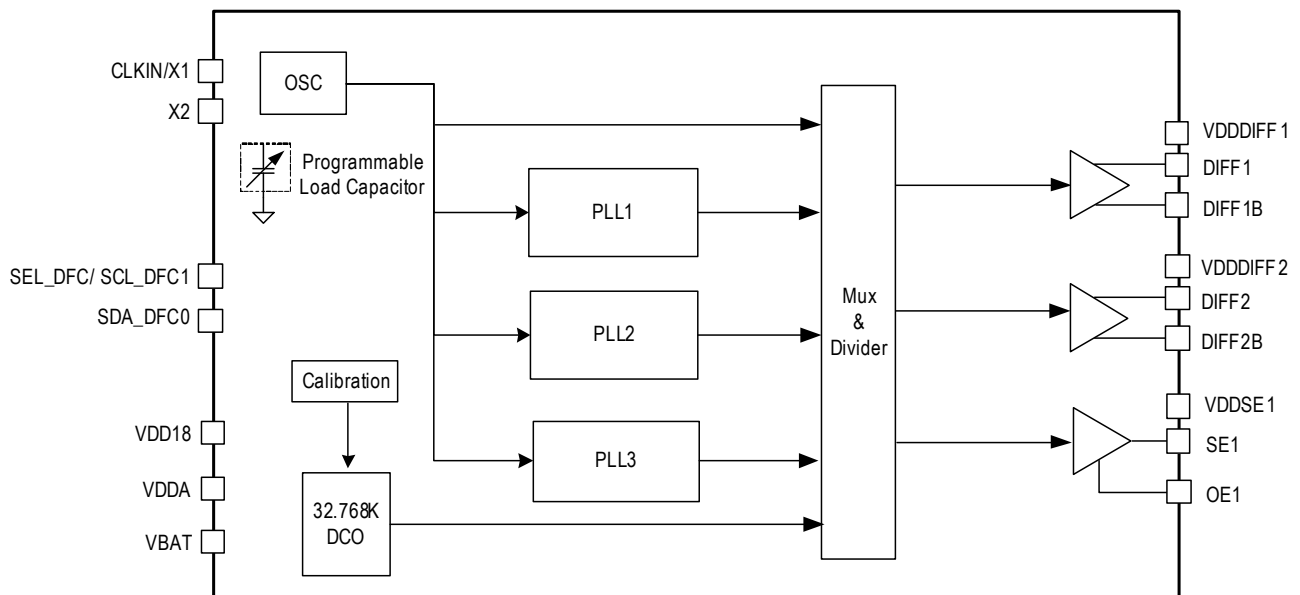 CLKIN/X1
X2
SEL_DFC/ SCL_DFC1
SDA_DFC0
VDD18
VDDA
VBAT
OSC
Programmable
Load Capacitor
Calibration
32.768K
DCO
PLL1
PLL2
PLL3
Mux
&
Divider
VDDDIFF1
DIFF1
DIFF1B
VDDDIFF2
DIFF2
DIFF2B
VDDSE1
SE1
OE1